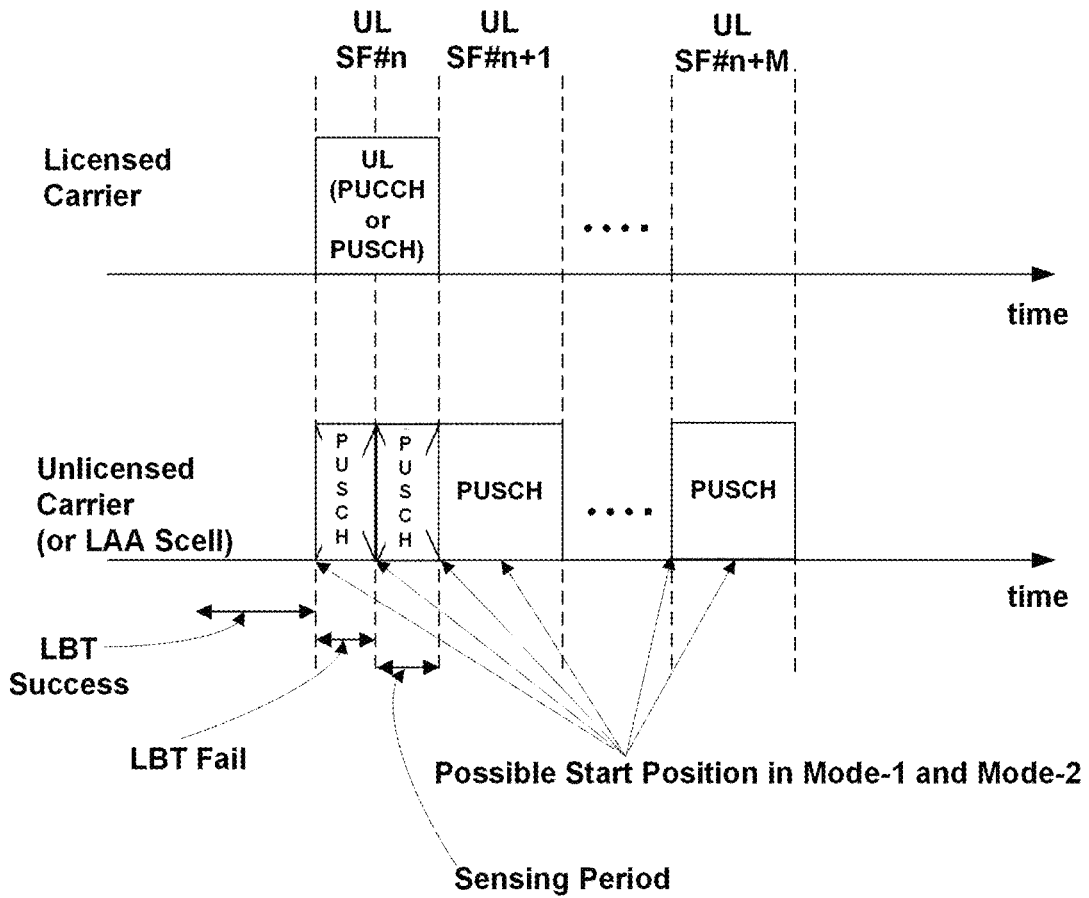 UL
SF#n
UL
SF#n+1
UL
SF#n+M
Licensed
Carrier
UL
(PUCCH
or
PUSCH)
time
Unlicensed
Carrier
(or LAA Scell)
P
U
S
C
H
P
U
S
C
H
PUSCH
PUSCH
time
LBT
Success
LBT Fail
Possible Start Position in Mode-1 and Mode-2
Sensing Period